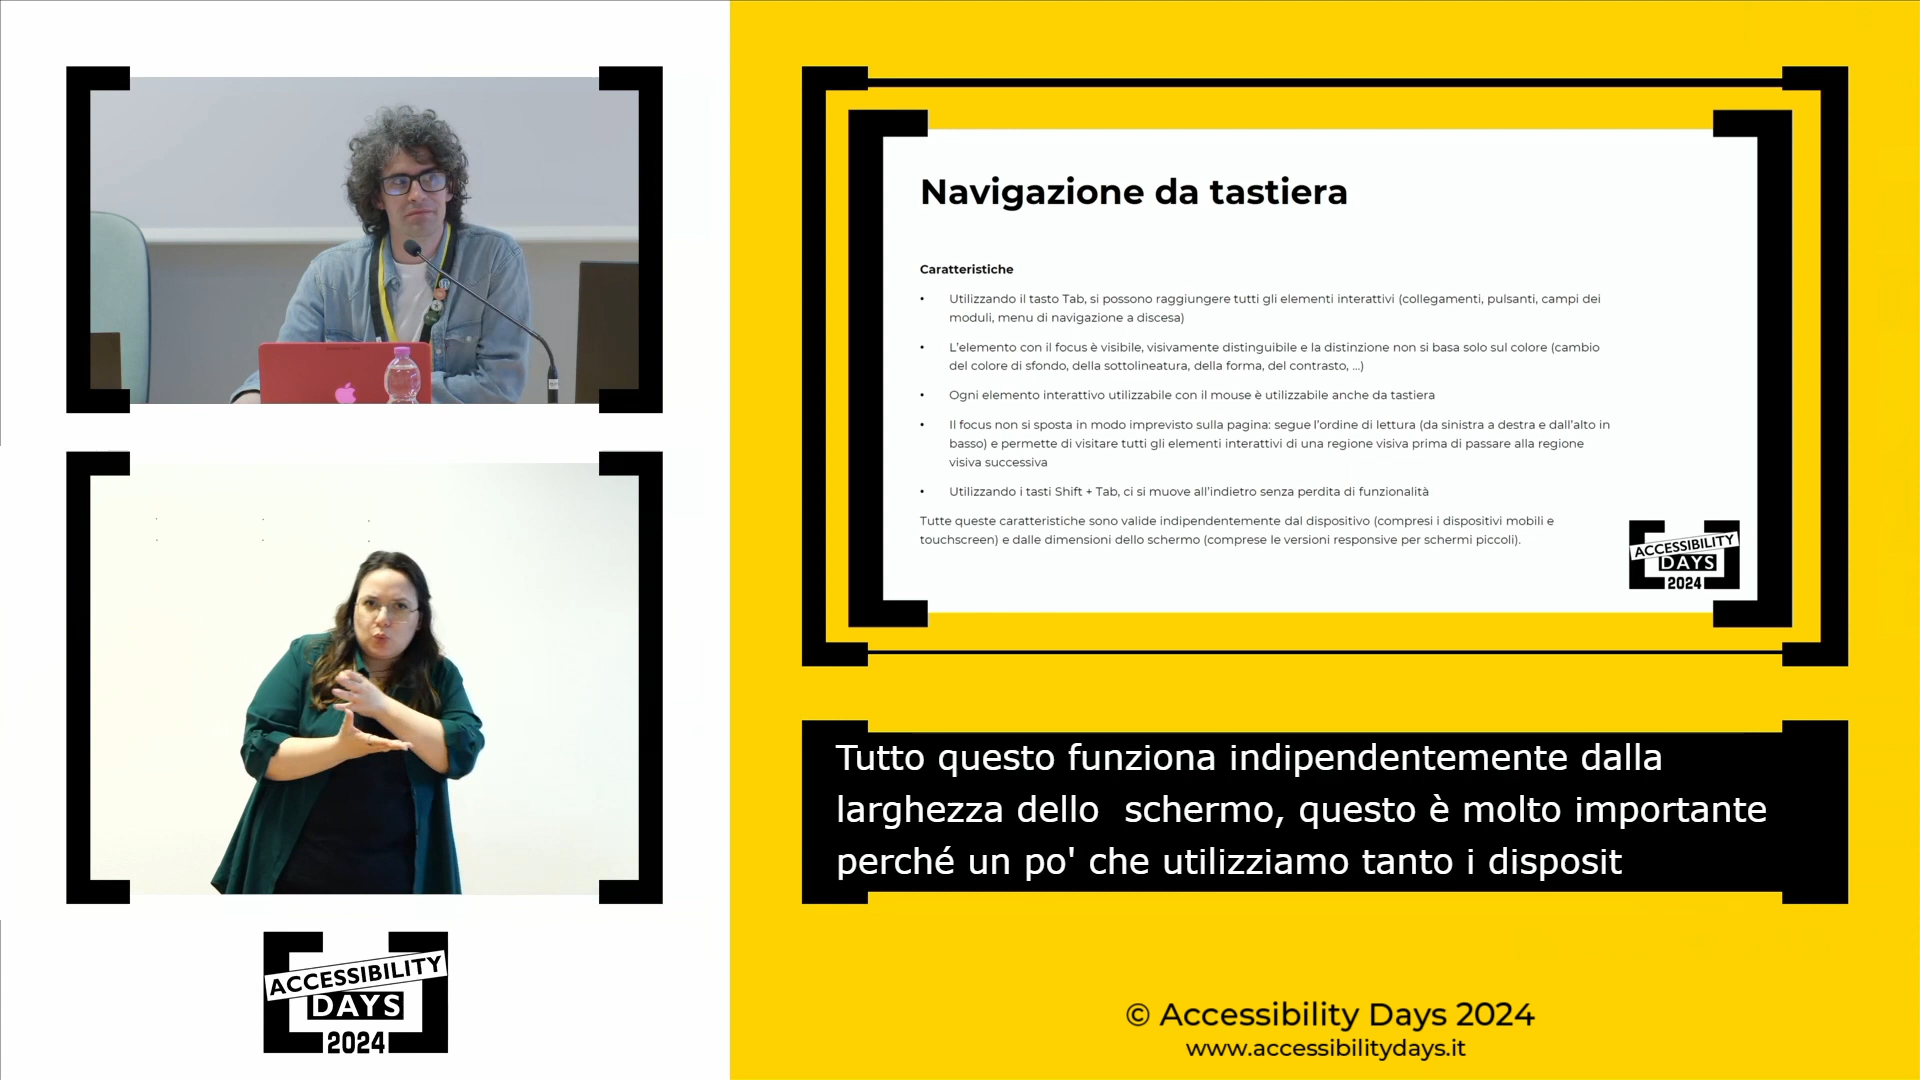 Navigazione da tastiera
Caratteristiche
• Utilizzando il tasto Tab, si possono raggiungere tutti gli elementi interattivi (collegamenti, pulsanti, campi dei
moduli, menu di navigazione a discesa)
• L'elemento con il focus è visibile, visivamente distinguibile e la distinzione non si basa solo sul colore (cambio
del colore di sfondo, della sottolineatura, della forma, del contrasto, ...)
• Ogni elemento interattivo utilizzabile con il mouse è utilizzabile anche da tastiera
• Il focus non si sposta in modo imprevisto sulla pagina: segue l'ordine di lettura (da sinistra a destra e dall'alto in
basso) e permette di visitare tutti gli elementi interattivi di una regione visiva prima di passare alla regione
visiva successiva
• Utilizzando i tasti Shift + Tab, ci si muove all'indietro senza perdita di funzionalità
Tutte queste caratteristiche sono valide indipendentemente dal dispositivo (compresi i dispositivi mobili e
touchscreen) e dalle dimensioni dello schermo (comprese le versioni responsive per schermi piccoli).
ACCESSIBILITY
DAYS
2024
Tutto questo funziona indipendentemente dalla
larghezza dello  schermo, questo è molto importante
perché un po' che utilizziamo tanto i disposit
ACCESSIBILITY
DAYS
2024
© Accessibility Days 2024
www.accessibilitydays.it